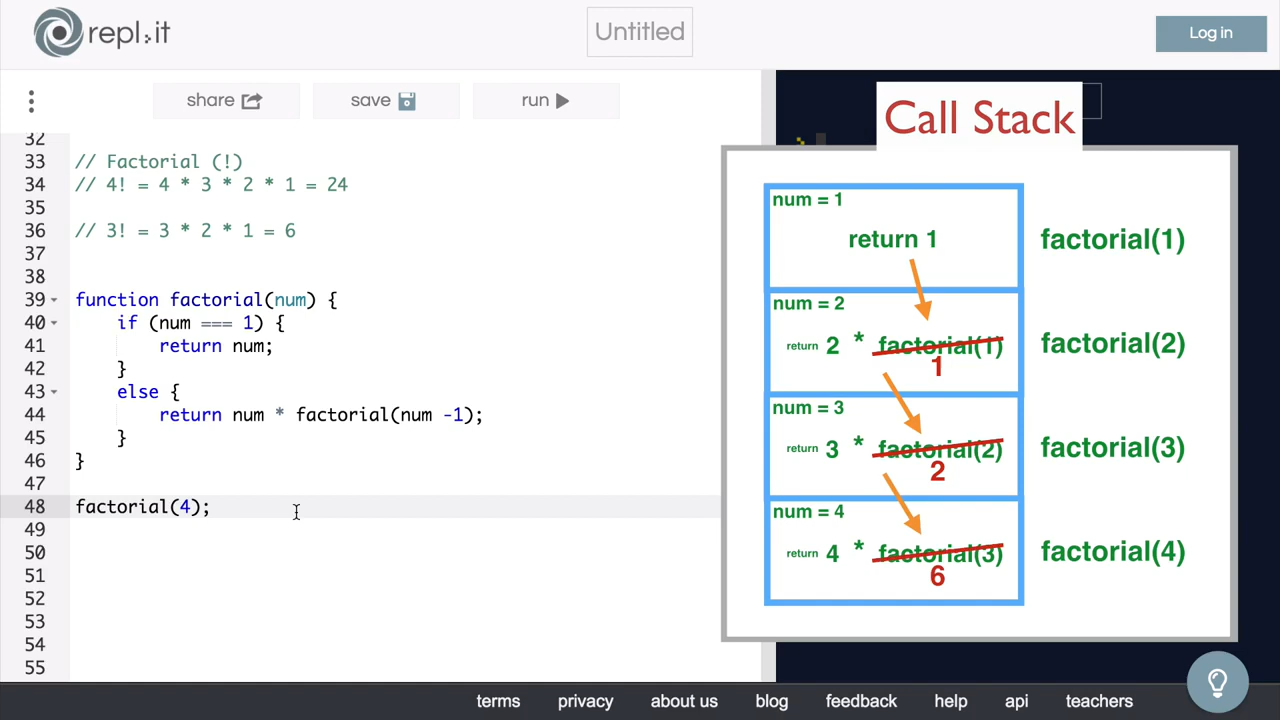 repl.it
Untitled
Log in
share
save
run
32
33 // Factorial (!)
34 // 4! = 4 * 3 * 2 * 1 = 24
35
36 // 3! = 3 * 2 * 1 = 6
37
38
39 function factorial(num) {
40 if (num === 1) {
41 return num;
42 }
43 else {
44 return num * factorial(num -1);
45 }
46 }
47
48 factorial(4);
49
50
51
52
53
54
55
Call Stack
num = 1
return 1
factorial(1)
num = 2
return 2 * factorial(1)
1
factorial(2)
num = 3
return 3 * factorial(2)
2
factorial(3)
num = 4
return 4 * factorial(3)
6
factorial(4)
terms privacy about us blog feedback help api teachers